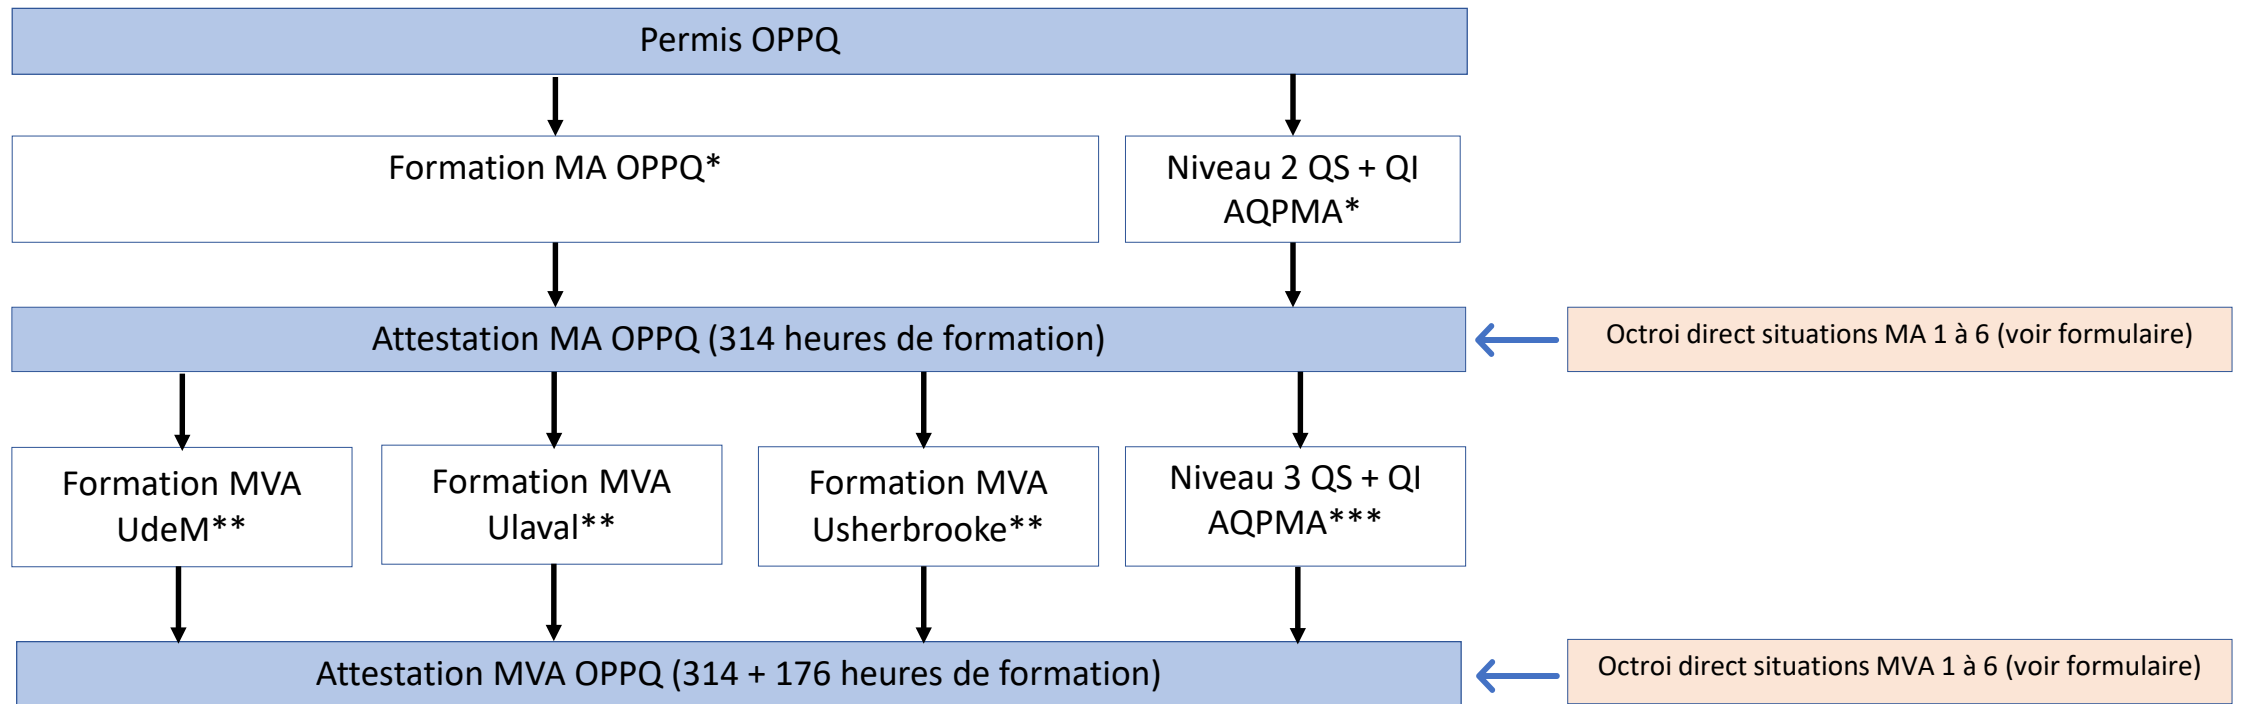 Permis OPPQ
Formation MA OPPQ*
Niveau 2 QS + QI
AQPMA*
Attestation MA OPPQ (314 heures de formation)
Octroi direct situations MA 1 à 6 (voir formulaire)
Formation MVA
UdeM**
Formation MVA
Ulaval**
Formation MVA
Usherbrooke**
Niveau 3 QS + QI
AQPMA***
Attestation MVA OPPQ (314 + 176 heures de formation)
Octroi direct situations MVA 1 à 6 (voir formulaire)